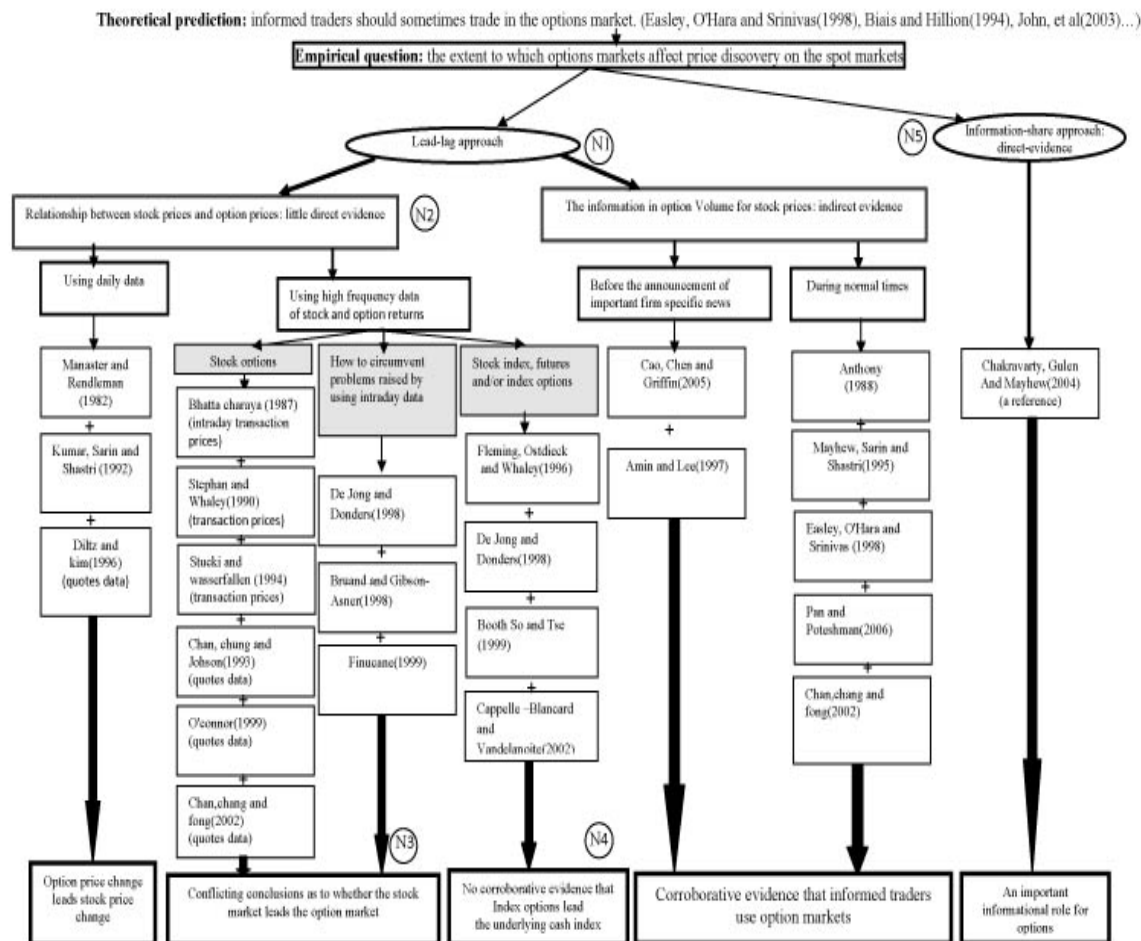 Theoretical prediction: informed traders should sometimes trade in the options market. (Easley, O'Hara and Srinivas(1998), Biais and Hillion(1994), John, et al(2003)…)
Empirical question: the extent to which options markets affect price discovery on the spot markets
Lead-lag approach
N1
N5
Information-share approach:
direct-evidence
Relationship between stock prices and option prices: little direct evidence
N2
The information in option Volume for stock prices: indirect evidence
Using daily data
Using high frequency data
of stock and option returns
Before the announcement of
important firm specific news
During normal times
Manaster and
Rendleman
(1982)
+
Kumar, Sarin and
Shastri (1992)
+
Diltz and
kim(1996)
(quotes data)
Stock options
Bhatta charaya (1987)
(intraday transaction
prices)
+
Stephan and
Whaley(1990)
(transaction prices)
+
Stucki and
wasserfallen (1994)
(transaction prices)
+
Chan, chung and
Johson(1993)
(quotes data)
+
O'connor(1999)
(quotes data)
+
Chan,chang and
fong(2002)
(quotes data)
How to circumvent
problems raised by
using intraday data
De Jong and
Donders(1998)
+
Bruand and Gibson-
Asner(1998)
+
Finucane(1999)
N3
Stock index, futures
and/or index options
Fleming, Ostdieck
and Whaley(1996)
+
De Jong and
Donders(1998)
+
Booth So and Tse
(1999)
+
Cappelle –Blancard
and
Vandelanoite(2002)
N4
Cao, Chen and
Griffin(2005)
+
Amin and Lee(1997)
Anthony
(1988)
+
Mayhew, Sarin and
Shastri(1995)
+
Easley, O'Hara and
Srinivas (1998)
+
Pan and
Poteshman(2006)
+
Chan,chang and
fong(2002)
Chakravarty, Gulen
And Mayhew(2004)
(a reference)
Option price change
leads stock price
change
Conflicting conclusions as to whether the stock
market leads the option market
No corroborative evidence that
Index options lead
the underlying cash index
Corroborative evidence that informed traders
use option markets
An important
informational role for
options